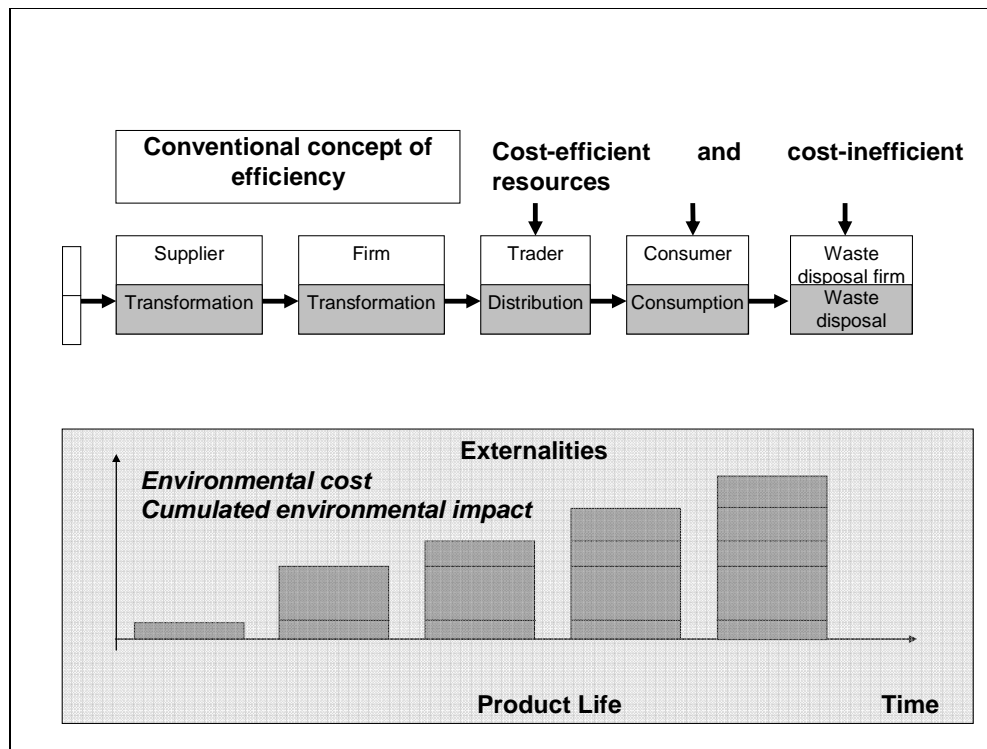 Conventional concept of
efficiency
Cost-efficient and cost-inefficient
resources
Supplier
Transformation
Firm
Transformation
Trader
Distribution
Consumer
Consumption
Waste
disposal firm
Waste
disposal
Externalities
Environmental cost
Cumulated environmental impact
Product Life
Time